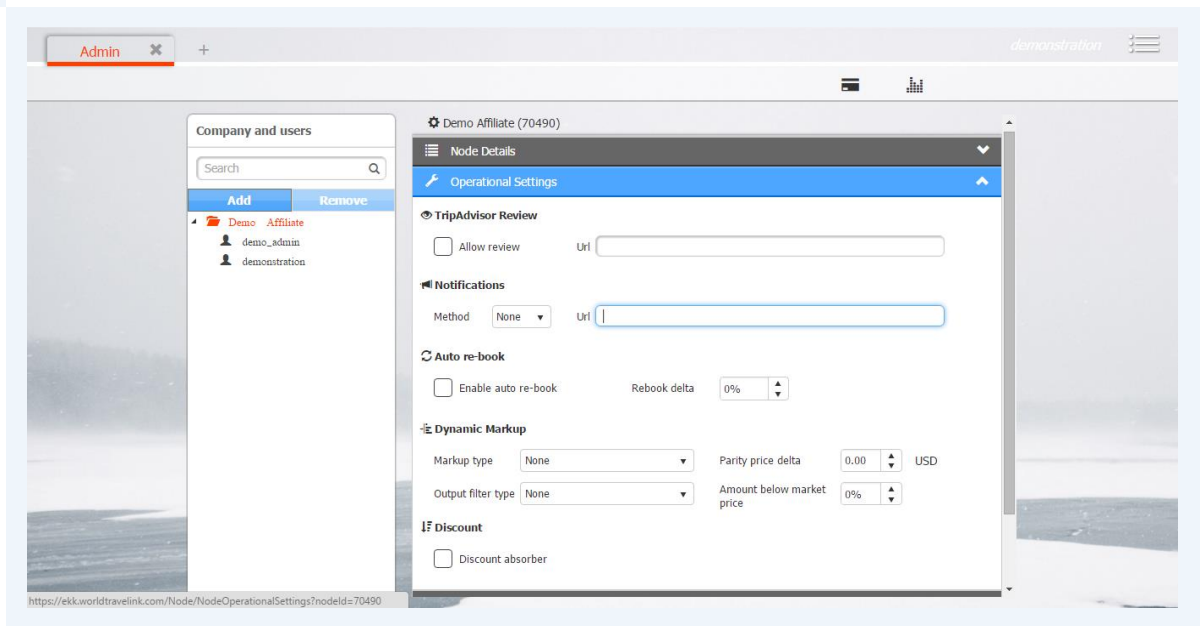 Admin
demonstration
Company and users
Search
Add Remove
Demo Affiliate
demo_admin
demonstration
Demo Affiliate (70490)
Node Details
Operational Settings
TripAdvisor Review
Allow review Url
Notifications
Method None Url
Auto re-book
Enable auto re-book Rebook delta 0%
Dynamic Markup
Markup type None Parity price delta 0.00 USD
Output filter type None Amount below market price 0%
Discount
Discount absorber
https://ekk.worldtravelink.com/Node/NodeOperationalSettings?nodeId=70490